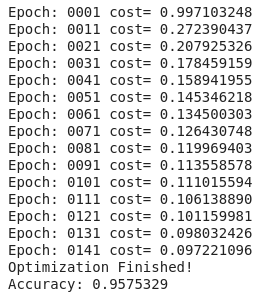 Epoch: 0001 cost= 0.997103248
Epoch: 0011 cost= 0.272390437
Epoch: 0021 cost= 0.207925326
Epoch: 0031 cost= 0.178459159
Epoch: 0041 cost= 0.158941955
Epoch: 0051 cost= 0.145346218
Epoch: 0061 cost= 0.134500303
Epoch: 0071 cost= 0.126430748
Epoch: 0081 cost= 0.119969403
Epoch: 0091 cost= 0.113558578
Epoch: 0101 cost= 0.111015594
Epoch: 0111 cost= 0.106138890
Epoch: 0121 cost= 0.101159981
Epoch: 0131 cost= 0.098032426
Epoch: 0141 cost= 0.097221096
Optimization Finished!
Accuracy: 0.9575329